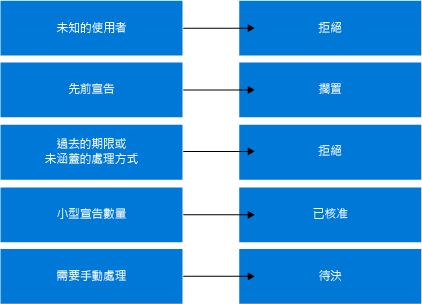 未知的使用者
拒絕
先前宣告
擱置
過去的期限或
未涵蓋的處理方式
拒絕
小型宣告數量
已核准
需要手動處理
待決